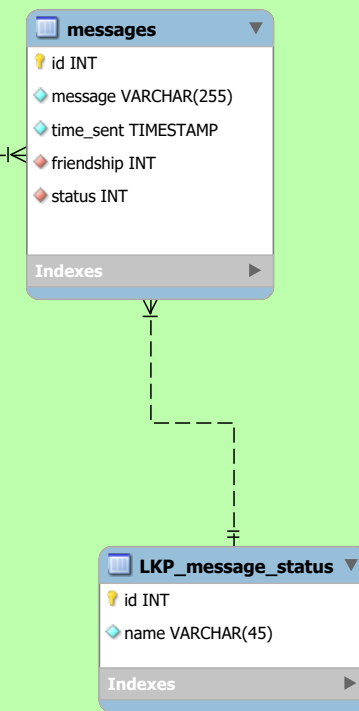 messages
id INT
message VARCHAR(255)
time_sent TIMESTAMP
friendship INT
status INT
Indexes
LKP_message_status
id INT
name VARCHAR(45)
Indexes